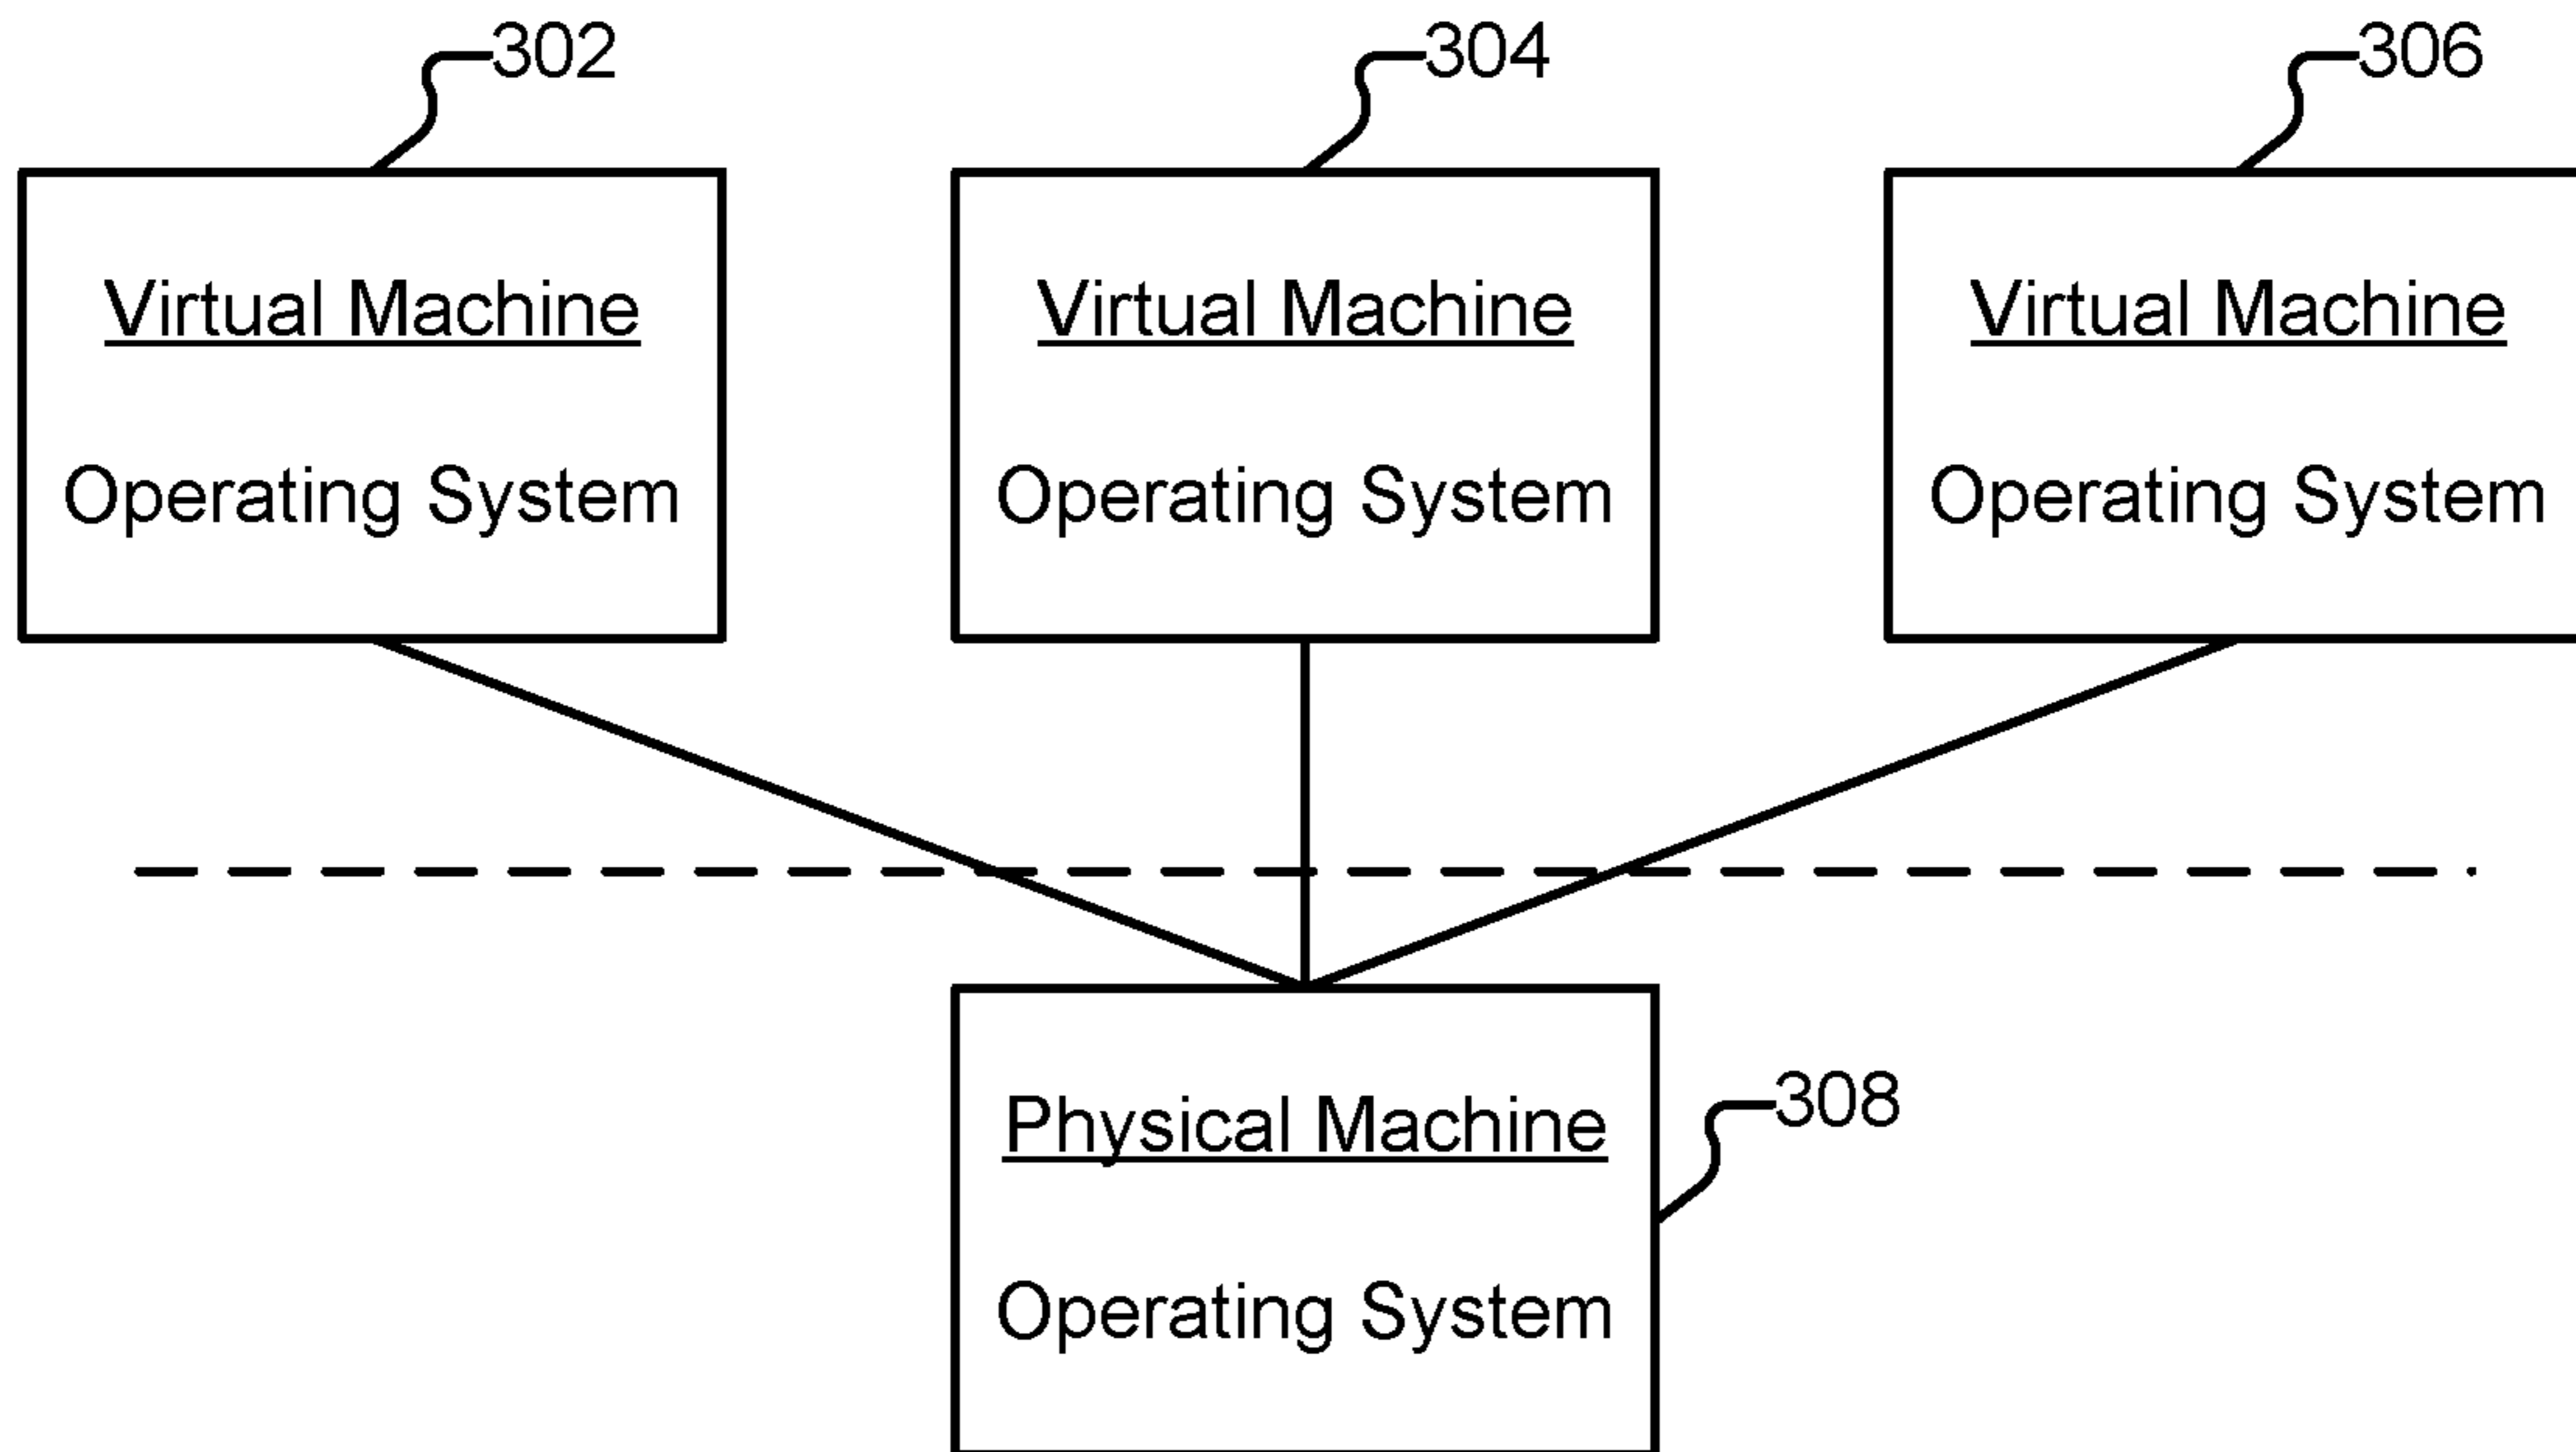 302
304
306
Virtual Machine
Operating System
Virtual Machine
Operating System
Virtual Machine
Operating System
Physical Machine
Operating System
308